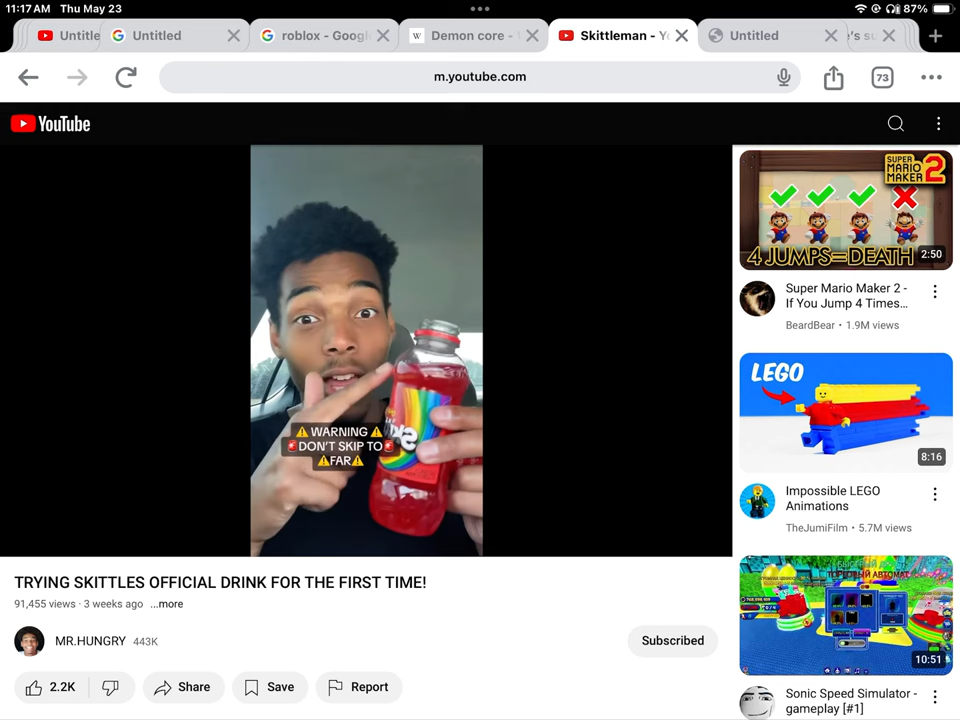 11:17 AM Thu May 23
87%
Untitle
Untitled
roblox - Googl
W
Demon core -
Skittleman - Yo
Untitled
's su
m.youtube.com
73
YouTube
⚠️ WARNING ⚠️
🚨DON'T SKIP TO🚨
⚠️FAR⚠️
TRYING SKITTLES OFFICIAL DRINK FOR THE FIRST TIME!
91,455 views · 3 weeks ago ...more
MR.HUNGRY 443K
Subscribed
2.2K
Share
Save
Report
SUPER
MARIO
MAKER 2
4 JUMPS=DEATH
2:50
Super Mario Maker 2 -
If You Jump 4 Times...
BeardBear • 1.9M views
LEGO
8:16
Impossible LEGO
Animations
TheJumiFilm • 5.7M views
10:51
Sonic Speed Simulator -
gameplay [#1]